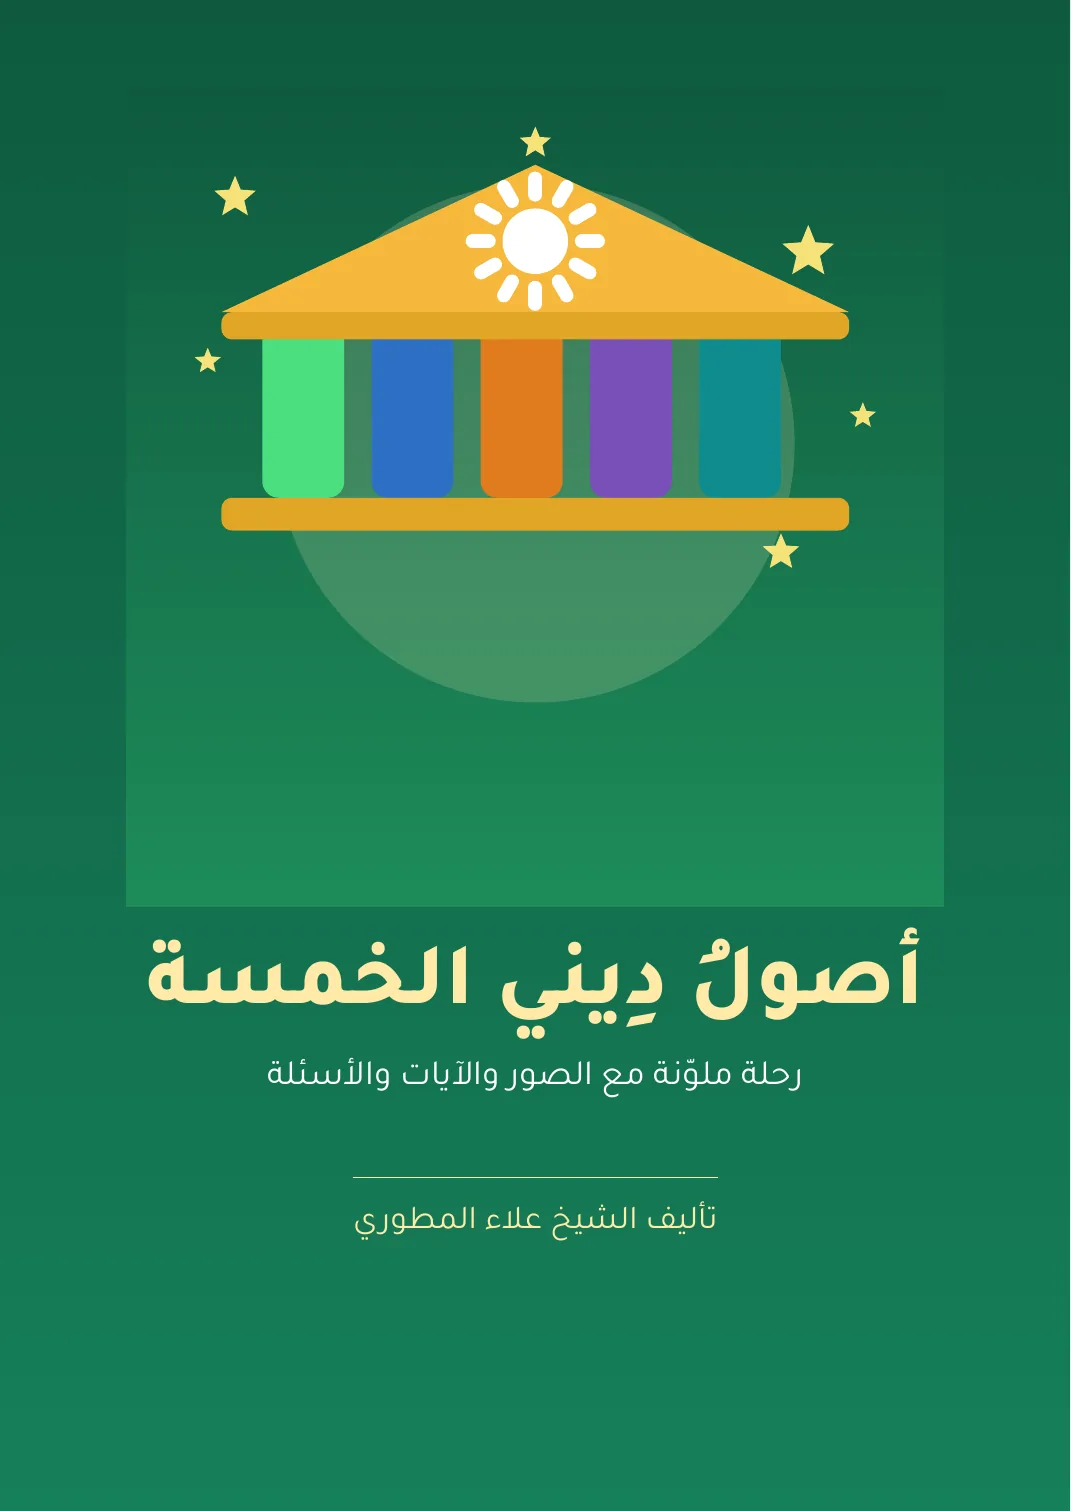 أصولُ دِيني الخمسة
رحلة ملوّنة مع الصور والآيات والأسئلة
تأليف الشيخ علاء المطوري